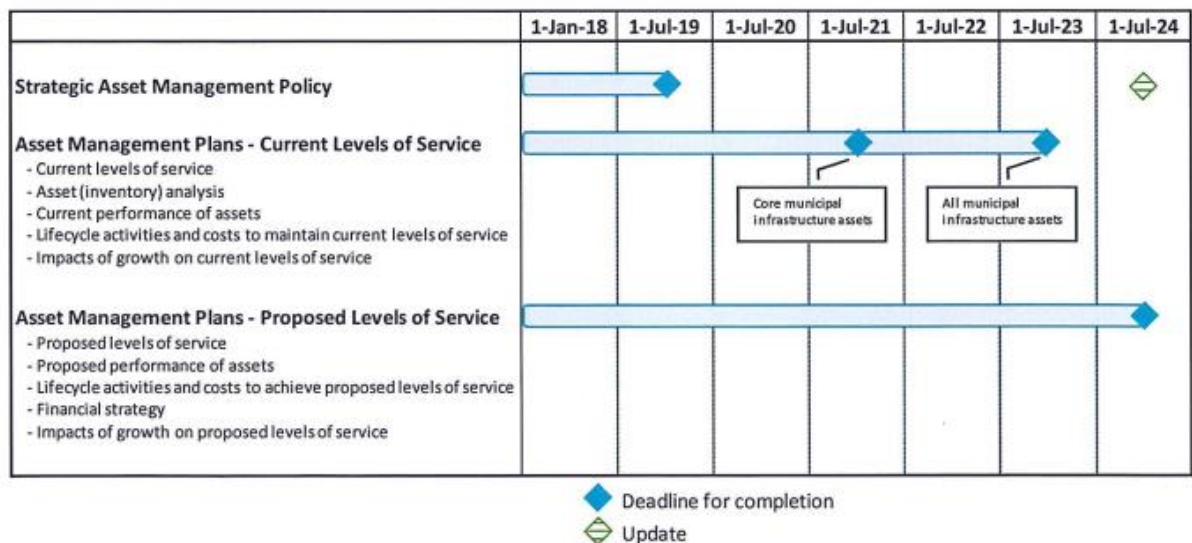 1-Jan-18 1-Jul-19 1-Jul-20 1-Jul-21 1-Jul-22 1-Jul-23 1-Jul-24
Strategic Asset Management Policy
Asset Management Plans - Current Levels of Service
- Current levels of service
- Asset (inventory) analysis
- Current performance of assets
- Lifecycle activities and costs to maintain current levels of service
- Impacts of growth on current levels of service
Core municipal
infrastructure assets
All municipal
infrastructure assets
Asset Management Plans - Proposed Levels of Service
- Proposed levels of service
- Proposed performance of assets
- Lifecycle activities and costs to achieve proposed levels of service
- Financial strategy
- Impacts of growth on proposed levels of service
Deadline for completion
Update